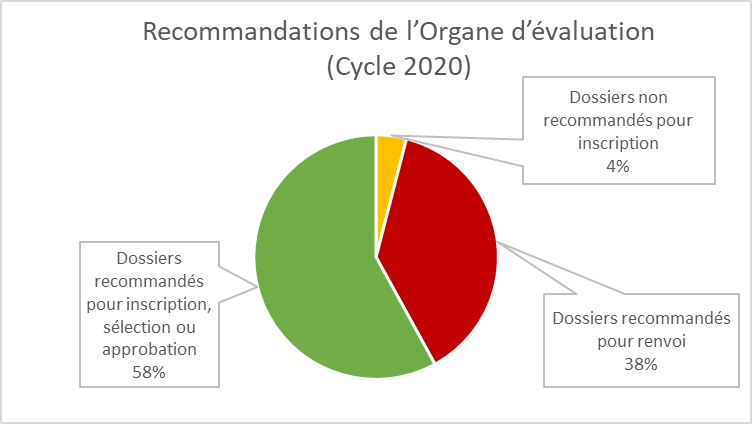 Recommandations de l’Organe d’évaluation
(Cycle 2020)
Dossiers non
recommandés pour
inscription
4%
Dossiers
recommandés
pour inscription,
sélection ou
approbation
58%
Dossiers recommandés
pour renvoi
38%